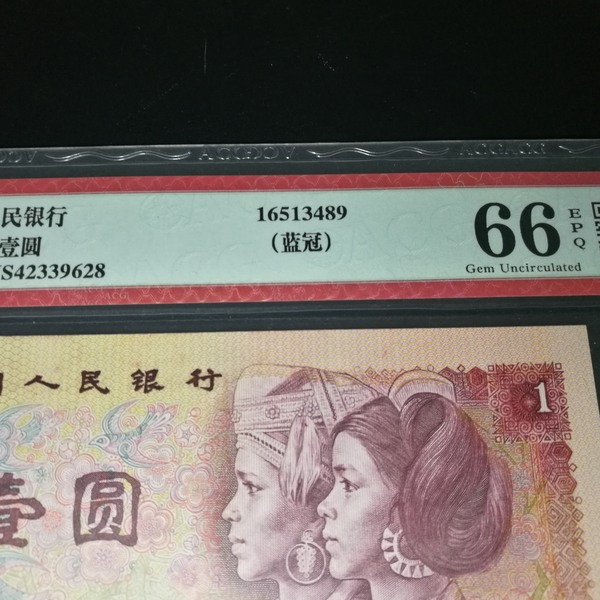 民银行
壹圆
S42339628
16513489
(蓝冠)
66
EPQ
Gem Uncirculated
人民银行
壹圆
1